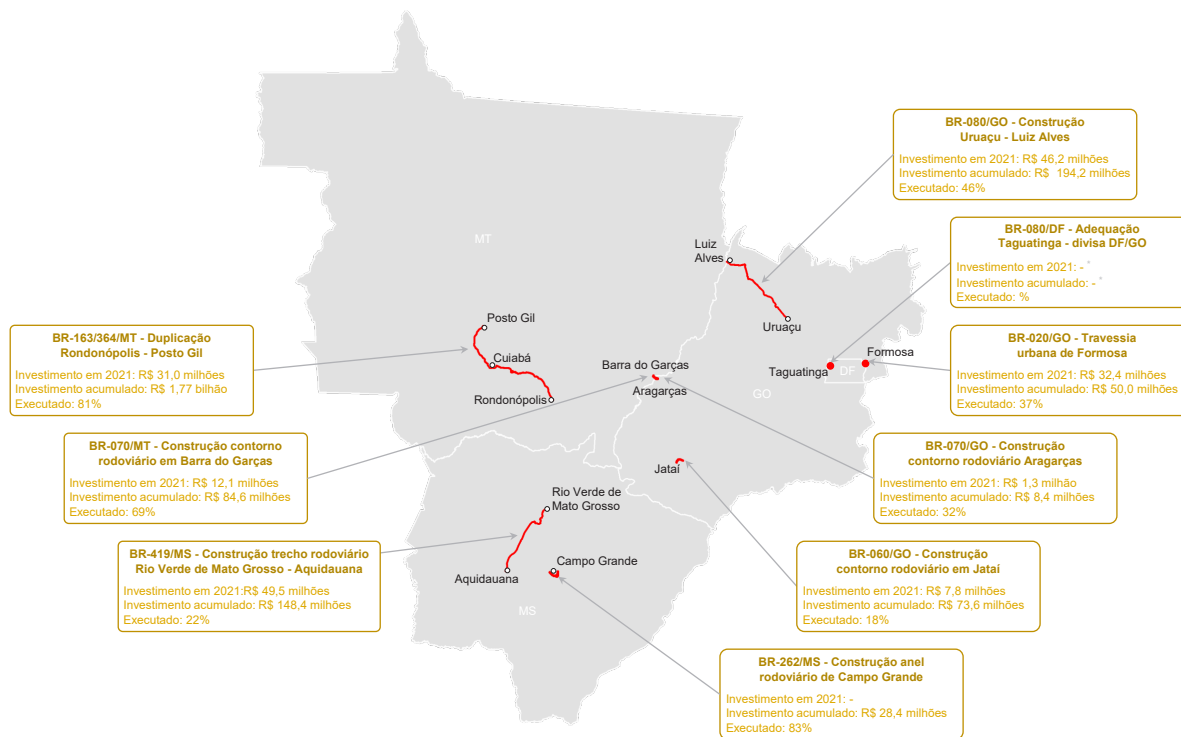 BR-080/GO - Construção
Uruaçu - Luiz Alves
Investimento em 2021: R$ 46,2 milhões
Investimento acumulado: R$  194,2 milhões
Executado: 46%
BR-080/DF - Adequação
Taguatinga - divisa DF/GO
Investimento em 2021: - *
Investimento acumulado: - *
Executado: %
MT
Luiz
Alves
Uruaçu
Posto Gil
Cuiabá
Rondonópolis
BR-163/364/MT - Duplicação
Rondonópolis - Posto Gil
Investimento em 2021: R$ 31,0 milhões
Investimento acumulado: R$ 1,77 bilhão
Executado: 81%
Barra do Garças
Aragarças
GO
Taguatinga
DF
Formosa
BR-020/GO - Travessia
urbana de Formosa
Investimento em 2021: R$ 32,4 milhões
Investimento acumulado: R$ 50,0 milhões
Executado: 37%
BR-070/MT - Construção contorno
rodoviário em Barra do Garças
Investimento em 2021: R$ 12,1 milhões
Investimento acumulado: R$ 84,6 milhões
Executado: 69%
Jataí
BR-070/GO - Construção
contorno rodoviário Aragarças
Investimento em 2021: R$ 1,3 milhão
Investimento acumulado: R$ 8,4 milhões
Executado: 32%
Rio Verde de
Mato Grosso
Aquidauana
Campo Grande
MS
BR-419/MS - Construção trecho rodoviário
Rio Verde de Mato Grosso - Aquidauana
Investimento em 2021:R$ 49,5 milhões
Investimento acumulado: R$ 148,4 milhões
Executado: 22%
BR-060/GO - Construção
contorno rodoviário em Jataí
Investimento em 2021: R$ 7,8 milhões
Investimento acumulado: R$ 73,6 milhões
Executado: 18%
BR-262/MS - Construção anel
rodoviário de Campo Grande
Investimento em 2021: -
Investimento acumulado: R$ 28,4 milhões
Executado: 83%